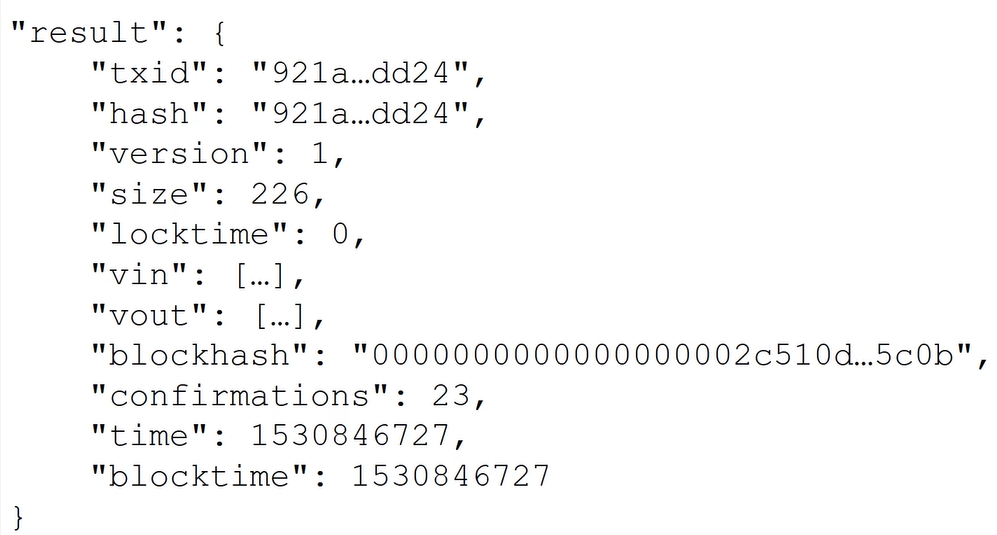 "result": {
"txid": "921a…dd24",
"hash": "921a…dd24",
"version": 1,
"size": 226,
"locktime": 0,
"vin": […],
"vout": […],
"blockhash": "0000000000000000002c510d…5c0b",
"confirmations": 23,
"time": 1530846727,
"blocktime": 1530846727
}